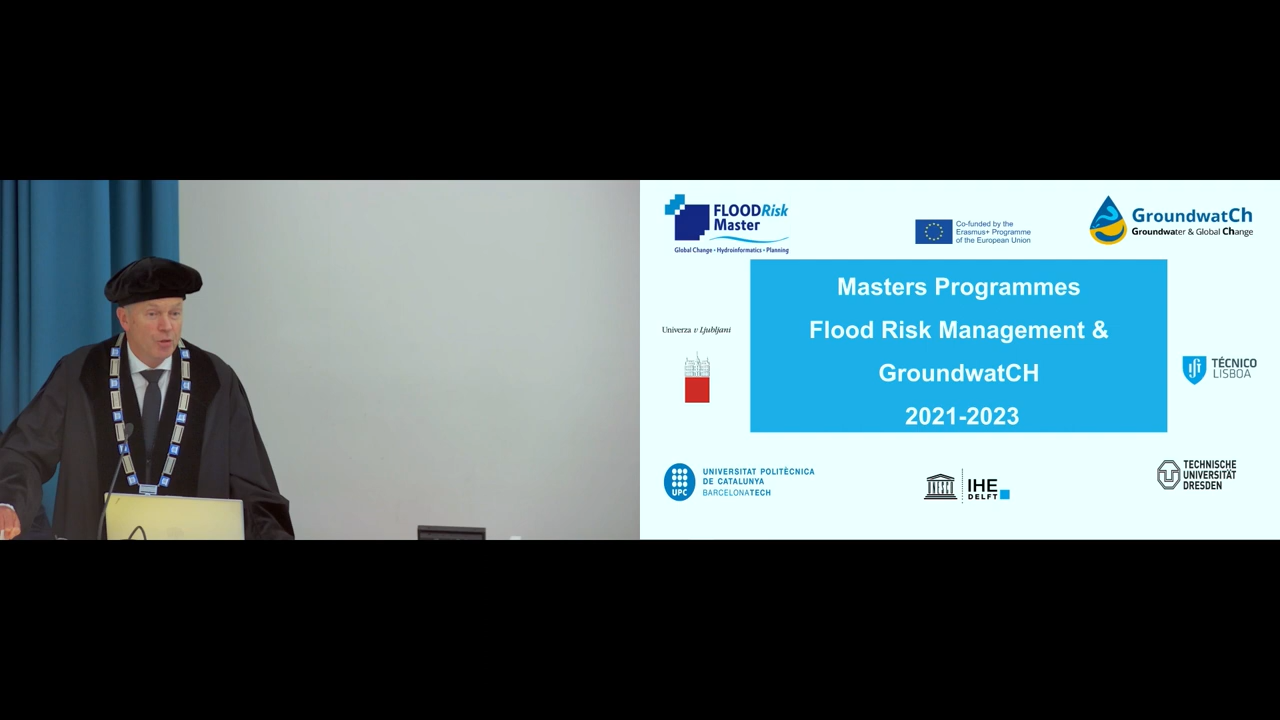 FLOODRisk
Master
Global Change • Hydroinformatics • Planning
Co-funded by the
Erasmus+ Programme
of the European Union
GroundwatCh
Groundwater & Global Change
Masters Programmes
Flood Risk Management &
GroundwatCH
2021-2023
Univerza v Ljubljani
TÉCNICO
LISBOA
UPC
UNIVERSITAT POLITÈCNICA
DE CATALUNYA
BARCELONATECH
IHE
DELFT
TECHNISCHE
UNIVERSITÄT
DRESDEN